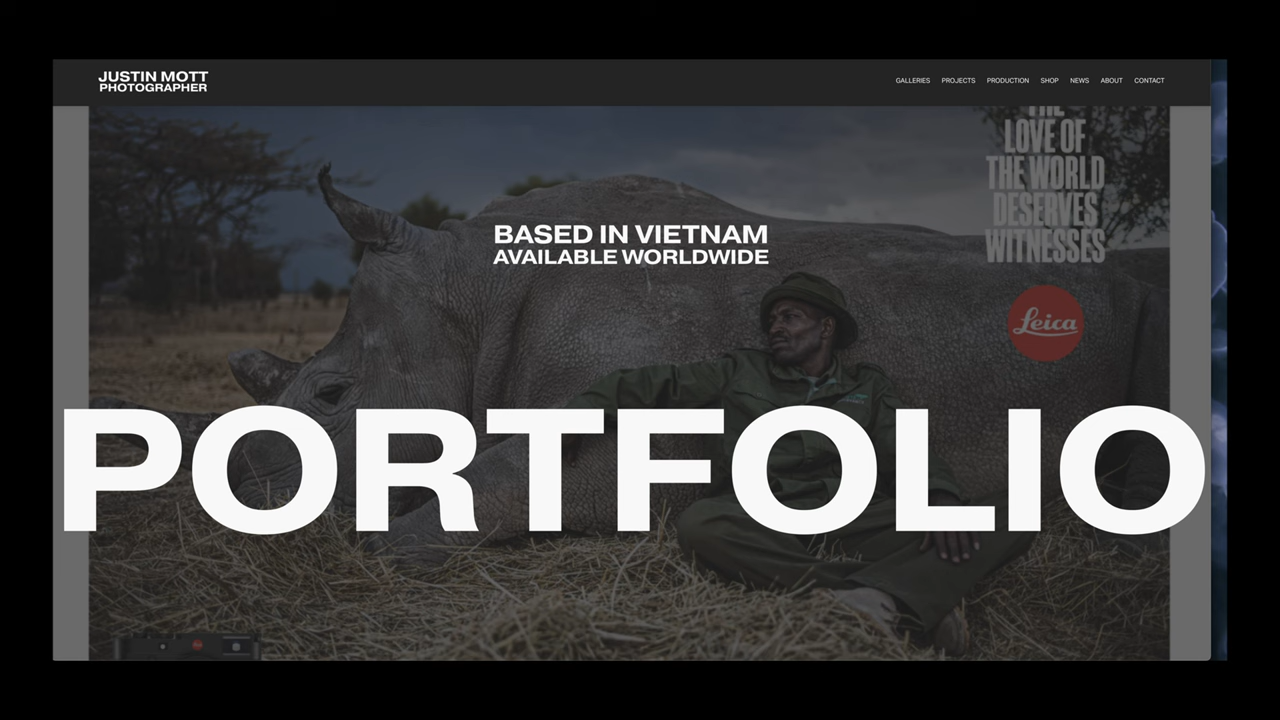 JUSTIN MOTT
PHOTOGRAPHER
GALLERIES PROJECTS PRODUCTION SHOP NEWS ABOUT CONTACT
THE
LOVE OF
THE WORLD
DESERVES
WITNESSES
BASED IN VIETNAM
AVAILABLE WORLDWIDE
Leica
PORTFOLIO